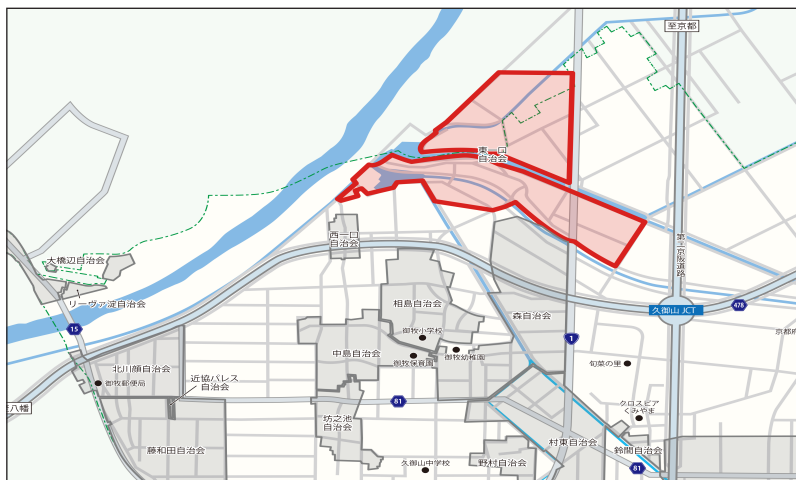 至京都
東一口
自治会
西一口
自治会
第二京阪道路
大橋辺自治会
リーヴァ淀自治会
15
相島自治会
久御山 JCT
478
森自治会
御牧小学校
1
京都府
中島自治会
御牧保育園
御牧幼稚園
旬菜の里
北川顔自治会
御牧郵便局
近協パレス
自治会
81
至八幡
クロスピア
くみやま
坊之池
自治会
藤和田自治会
村東自治会
鈴間自治会
久御山中学校
野村自治会
81